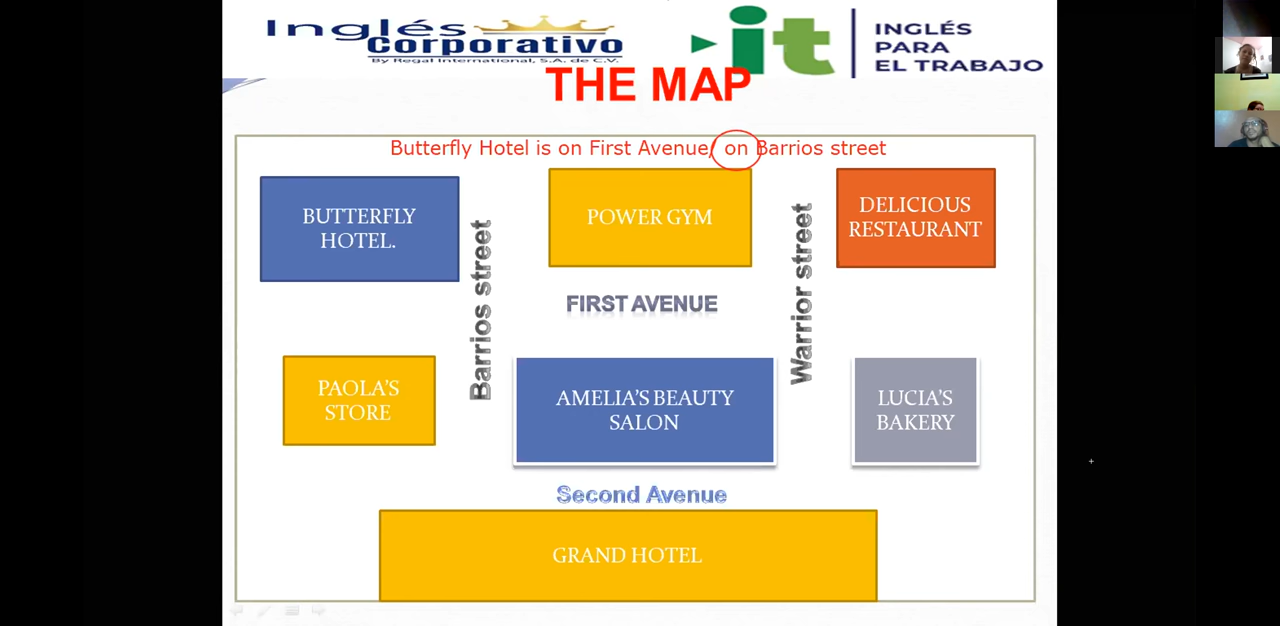 Inglés
Corporativo
By Regal International, S.A. de C.V.
it
INGLÉS
PARA
EL TRABAJO
THE MAP
Butterfly Hotel is on First Avenue/ on Barrios street
BUTTERFLY
HOTEL.
POWER GYM
DELICIOUS
RESTAURANT
Barrios street
FIRST AVENUE
Warrior street
PAOLA'S
STORE
AMELIA'S BEAUTY
SALON
LUCIA'S
BAKERY
Second Avenue
GRAND HOTEL